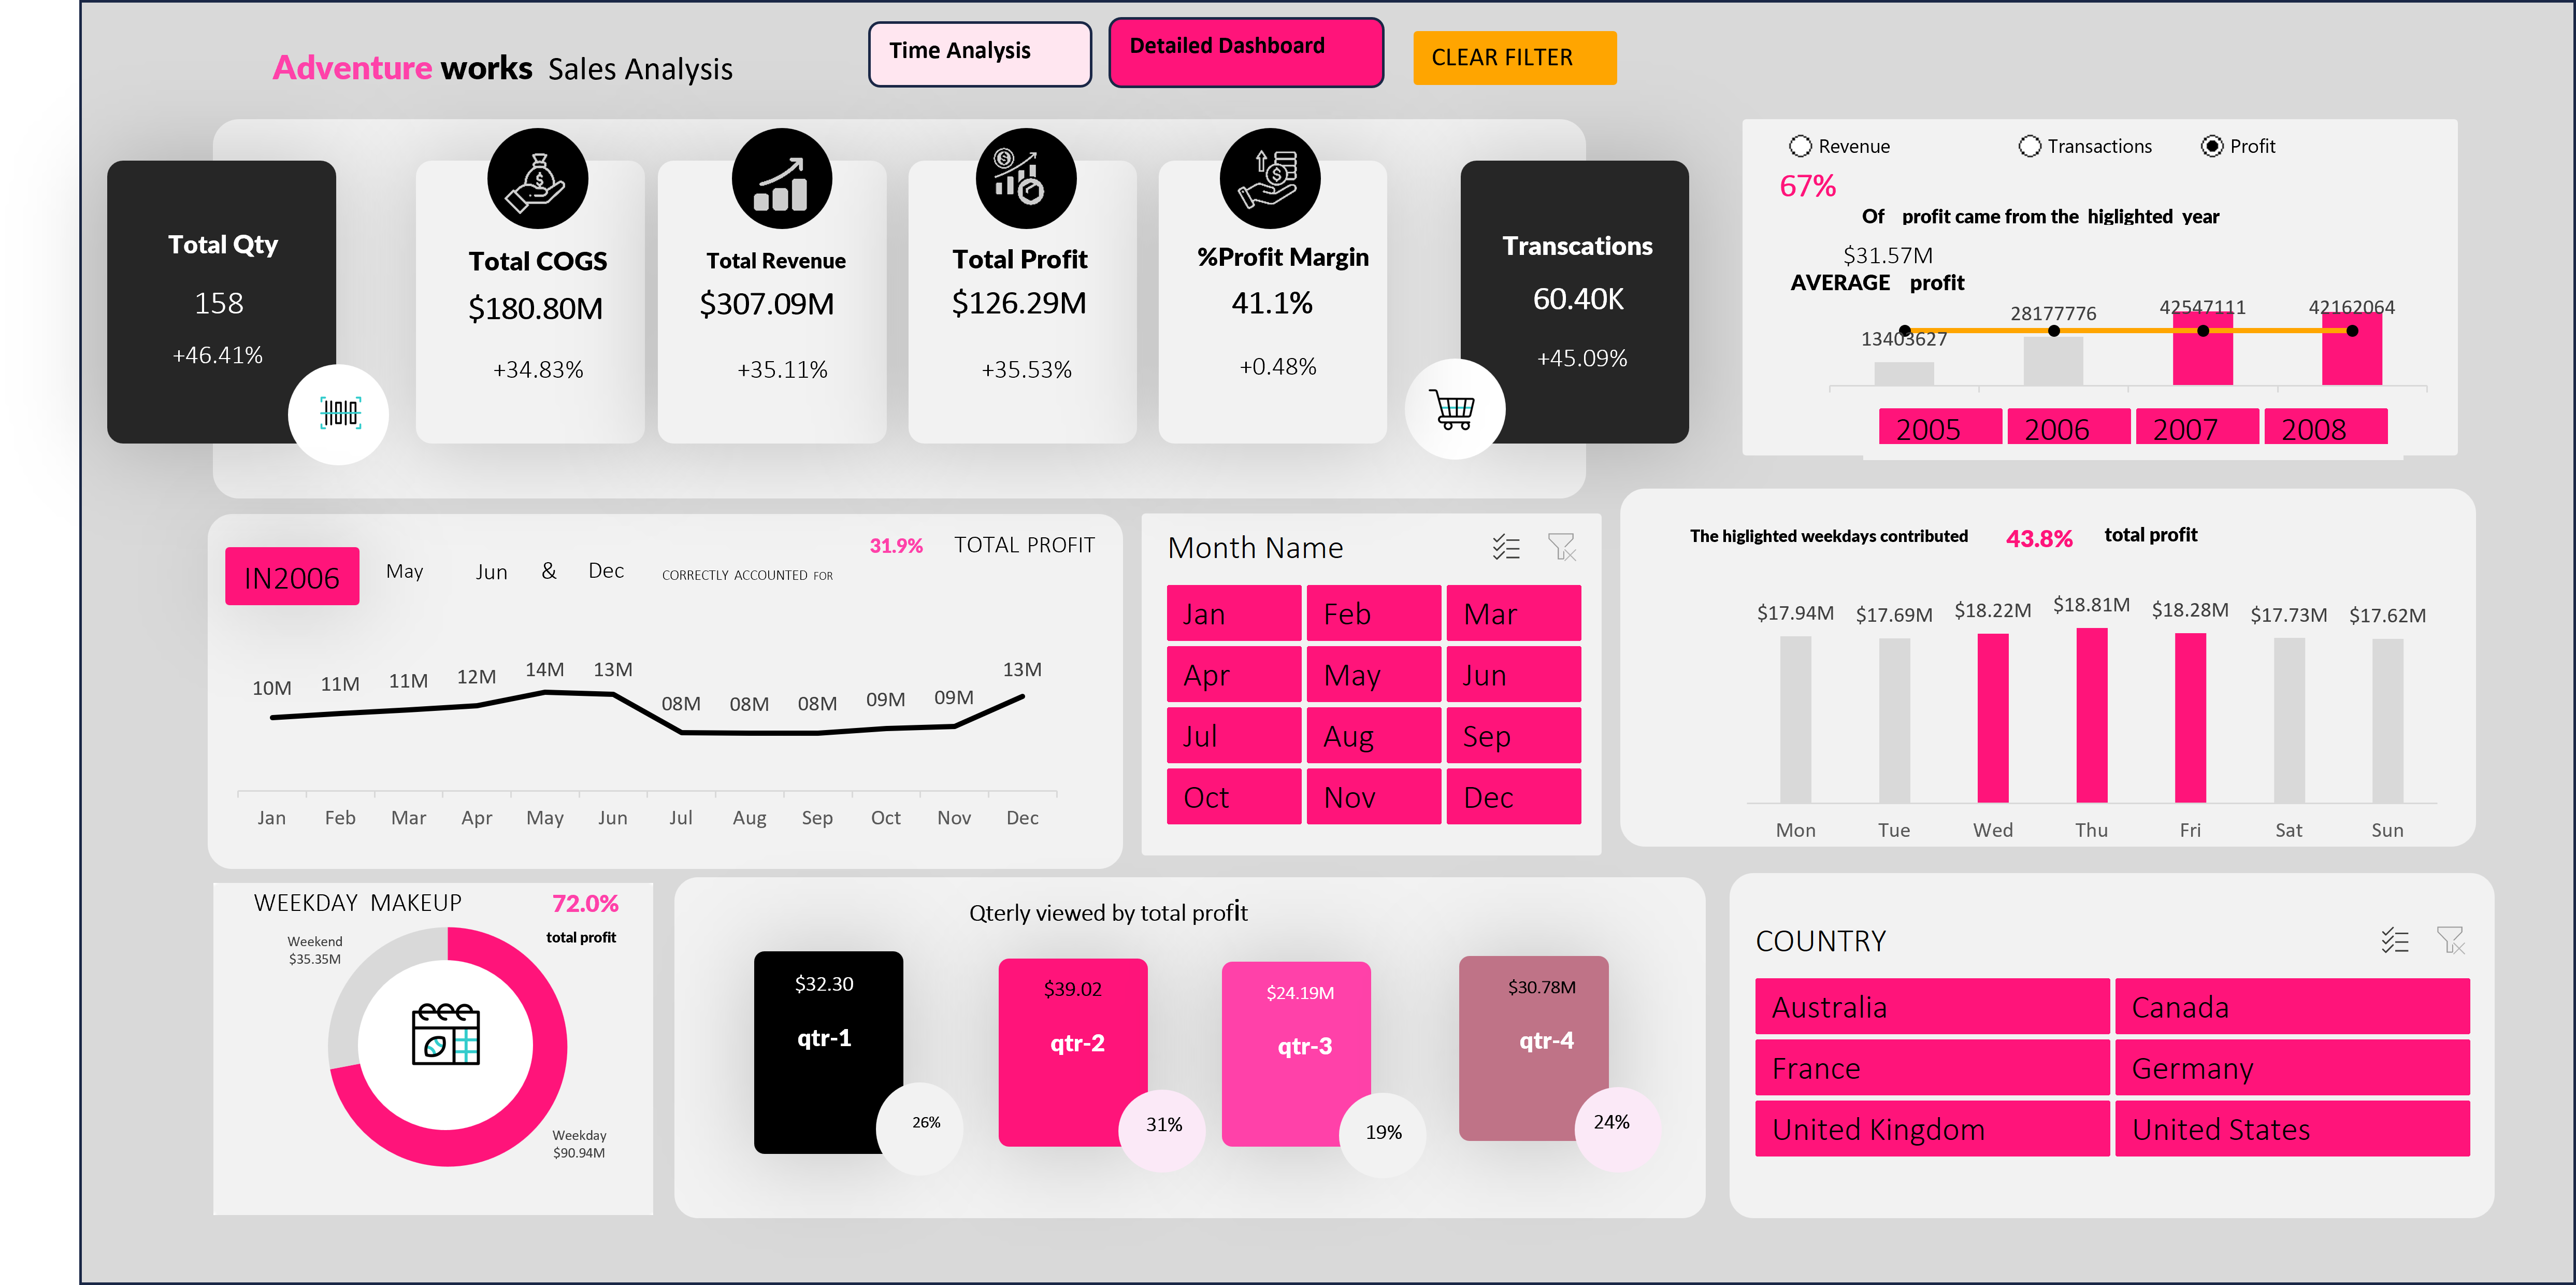 Time Analysis
Detailed Dashboard
CLEAR FILTER
Adventure works Sales Analysis
Total Qty
158
+46.41%
Total COGS
$180.80M
+34.83%
Total Revenue
$307.09M
+35.11%
Total Profit
$126.29M
+35.53%
%Profit Margin
41.1%
+0.48%
Transcations
60.40K
+45.09%
Revenue Transactions Profit
67%
Of profit came from the higlighted year
$31.57M
AVERAGE profit
13403627 28177776 42547111 42162064
2005 2006 2007 2008
IN2006 May Jun & Dec CORRECTLY ACCOUNTED FOR 31.9% TOTAL PROFIT
10M 11M 11M 12M 14M 13M 08M 08M 08M 09M 09M 13M
Jan Feb Mar Apr May Jun Jul Aug Sep Oct Nov Dec
Month Name
Jan Feb Mar
Apr May Jun
Jul Aug Sep
Oct Nov Dec
The higlighted weekdays contributed 43.8% total profit
$17.94M $17.69M $18.22M $18.81M $18.28M $17.73M $17.62M
Mon Tue Wed Thu Fri Sat Sun
WEEKDAY MAKEUP 72.0%
total profit
Weekend
$35.35M
Weekday
$90.94M
Qterly viewed by total profit
$32.30
qtr-1
26%
$39.02
qtr-2
31%
$24.19M
qtr-3
19%
$30.78M
qtr-4
24%
COUNTRY
Australia Canada
France Germany
United Kingdom United States